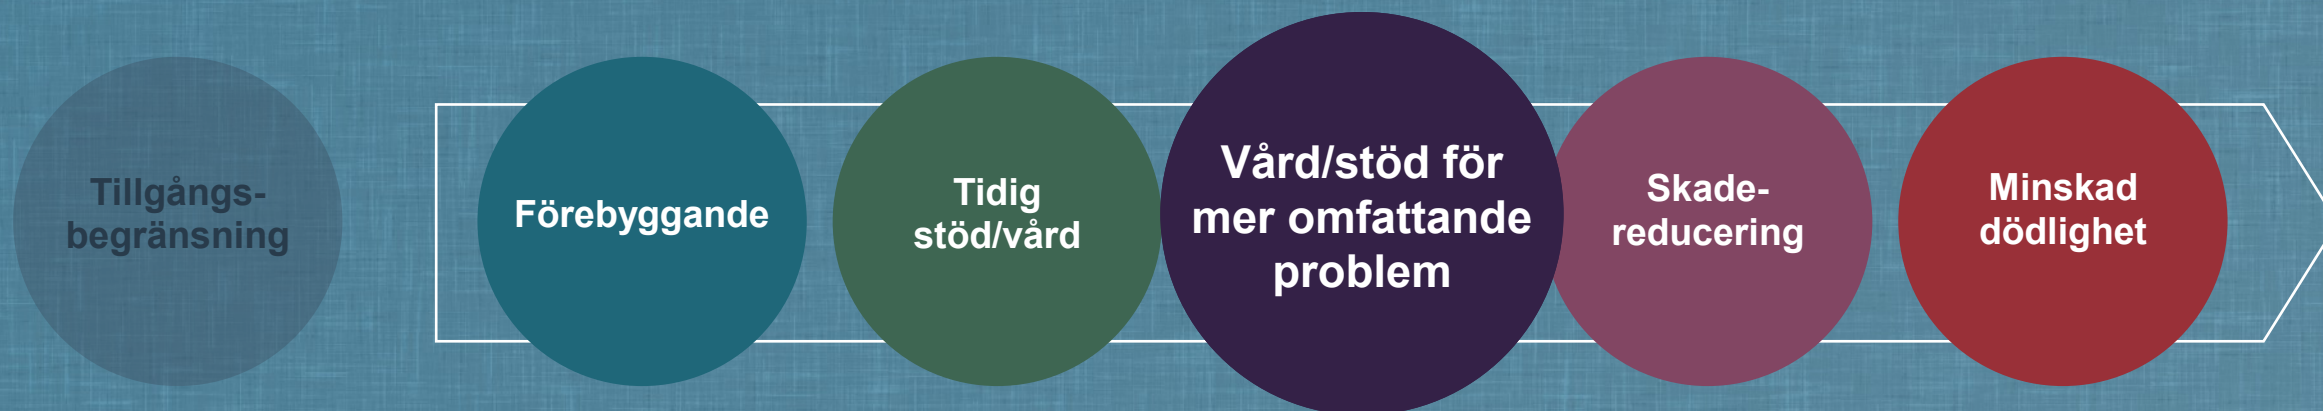 Tillgångs-
begränsning
Förebyggande
Tidig
stöd/vård
Vård/stöd för
mer omfattande
problem
Skade-
reducering
Minskad
dödlighet